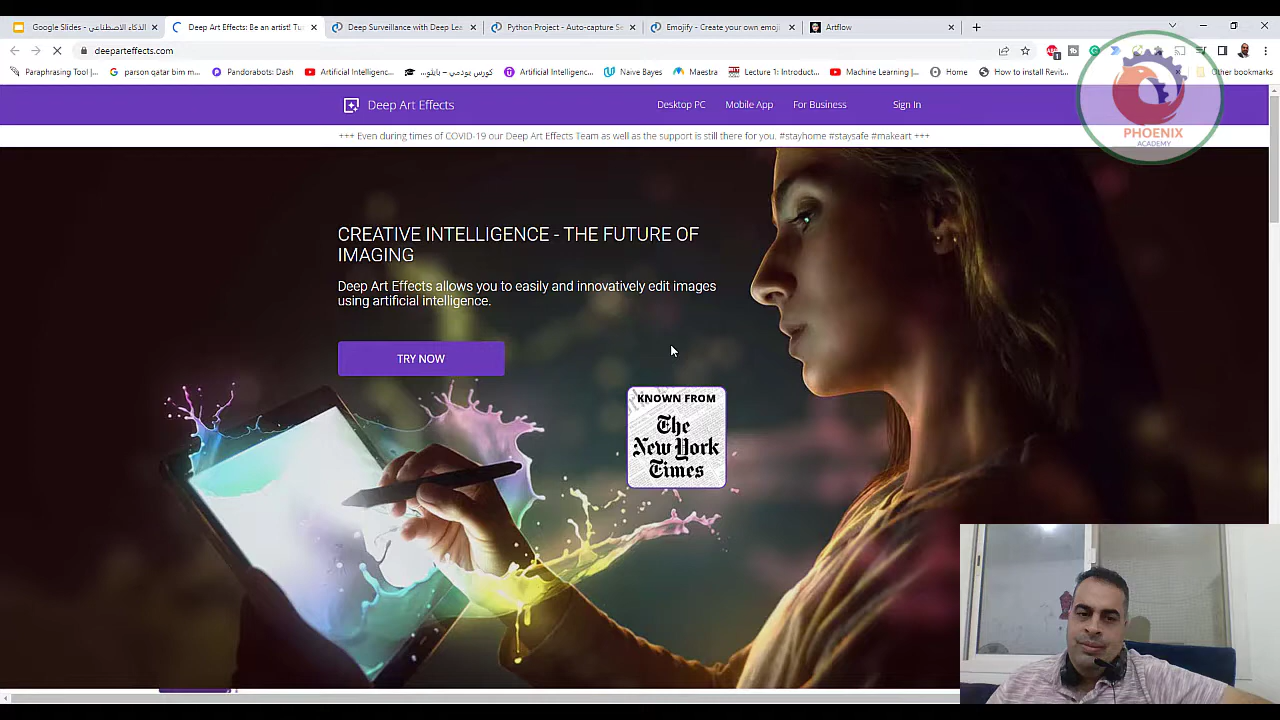 Google Slides - الذكاء الاصطناعي
Deep Art Effects: Be an artist! Tu
Deep Surveillance with Deep Le
Python Project - Auto-capture Se
Emojify - Create your own emoji
Artflow
deeparteffects.com
Paraphrasing Tool |...
parson qatar bim m...
Pandorabots: Dash
Artificial Intelligenc...
Artificial Intelligenc...
Naive Bayes
Maestra
Lecture 1: Introduct...
Machine Learning |...
Home
How to install Revit...
Other bookmarks
Deep Art Effects
Desktop PC
Mobile App
For Business
Sign In
PHOENIX
ACADEMY
+++ Even during times of COVID-19 our Deep Art Effects Team as well as the support is still there for you. #stayhome #staysafe #makeart +++
CREATIVE INTELLIGENCE - THE FUTURE OF
IMAGING
Deep Art Effects allows you to easily and innovatively edit images
using artificial intelligence.
TRY NOW
KNOWN FROM
The
New York
Times